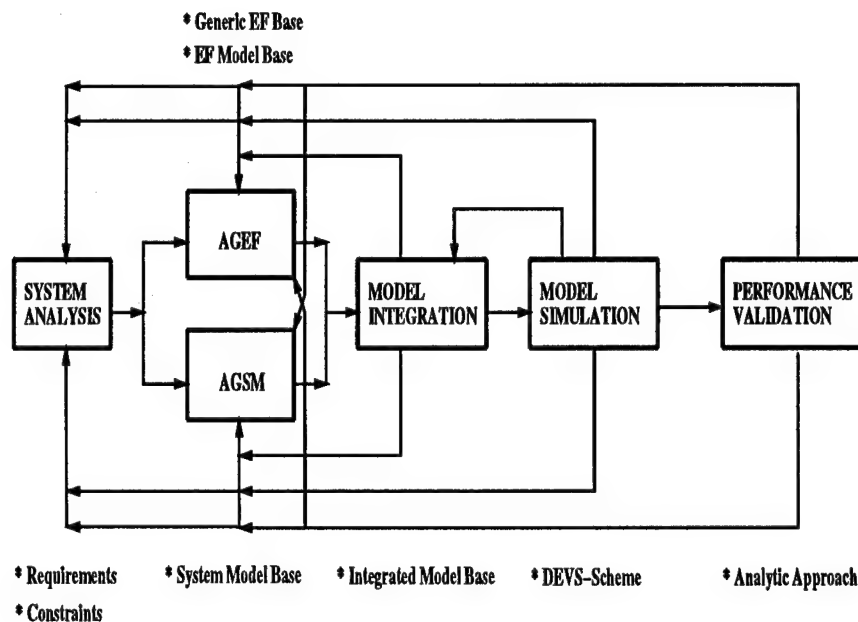 * Generic EF Base
* EF Model Base
AGEF
SYSTEM
ANALYSIS
MODEL
INTEGRATION
MODEL
SIMULATION
PERFORMANCE
VALIDATION
AGSM
* Requirements
* Constraints
* System Model Base
* Integrated Model Base
* DEVS-Scheme
* Analytic Approach